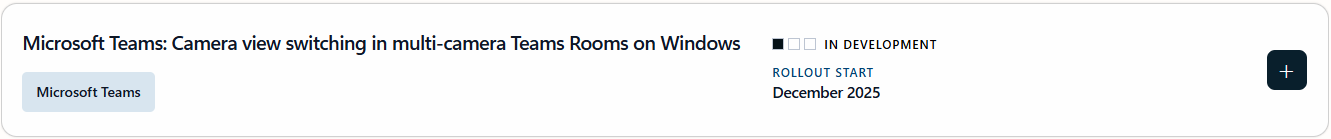 Microsoft Teams: Camera view switching in multi-camera Teams Rooms on Windows
Microsoft Teams
IN DEVELOPMENT
ROLLOUT START
December 2025